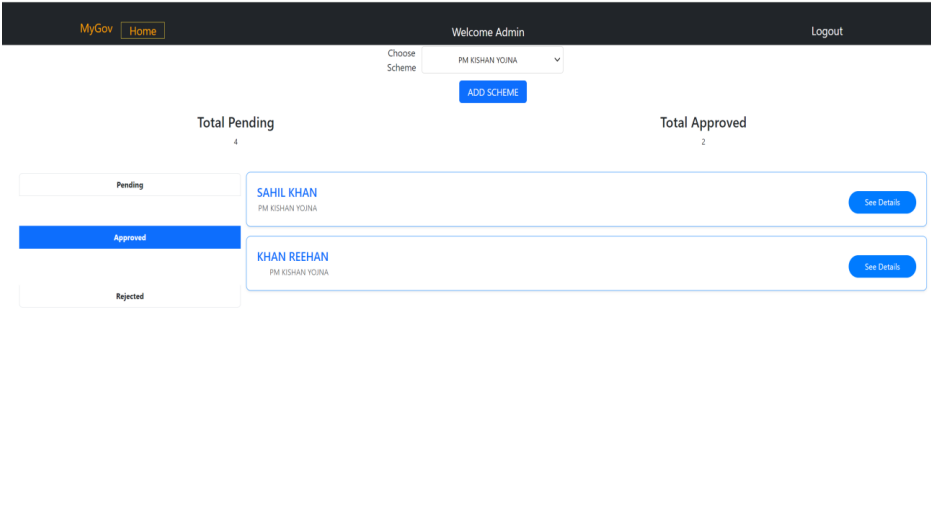 MyGov Home Welcome Admin Logout
Choose
Scheme
PM KISHAN YOJNA
ADD SCHEME
Total Pending
4
Total Approved
2
Pending
Approved
Rejected
SAHIL KHAN
PM KISHAN YOJNA
See Details
KHAN REEHAN
PM KISHAN YOJNA
See Details